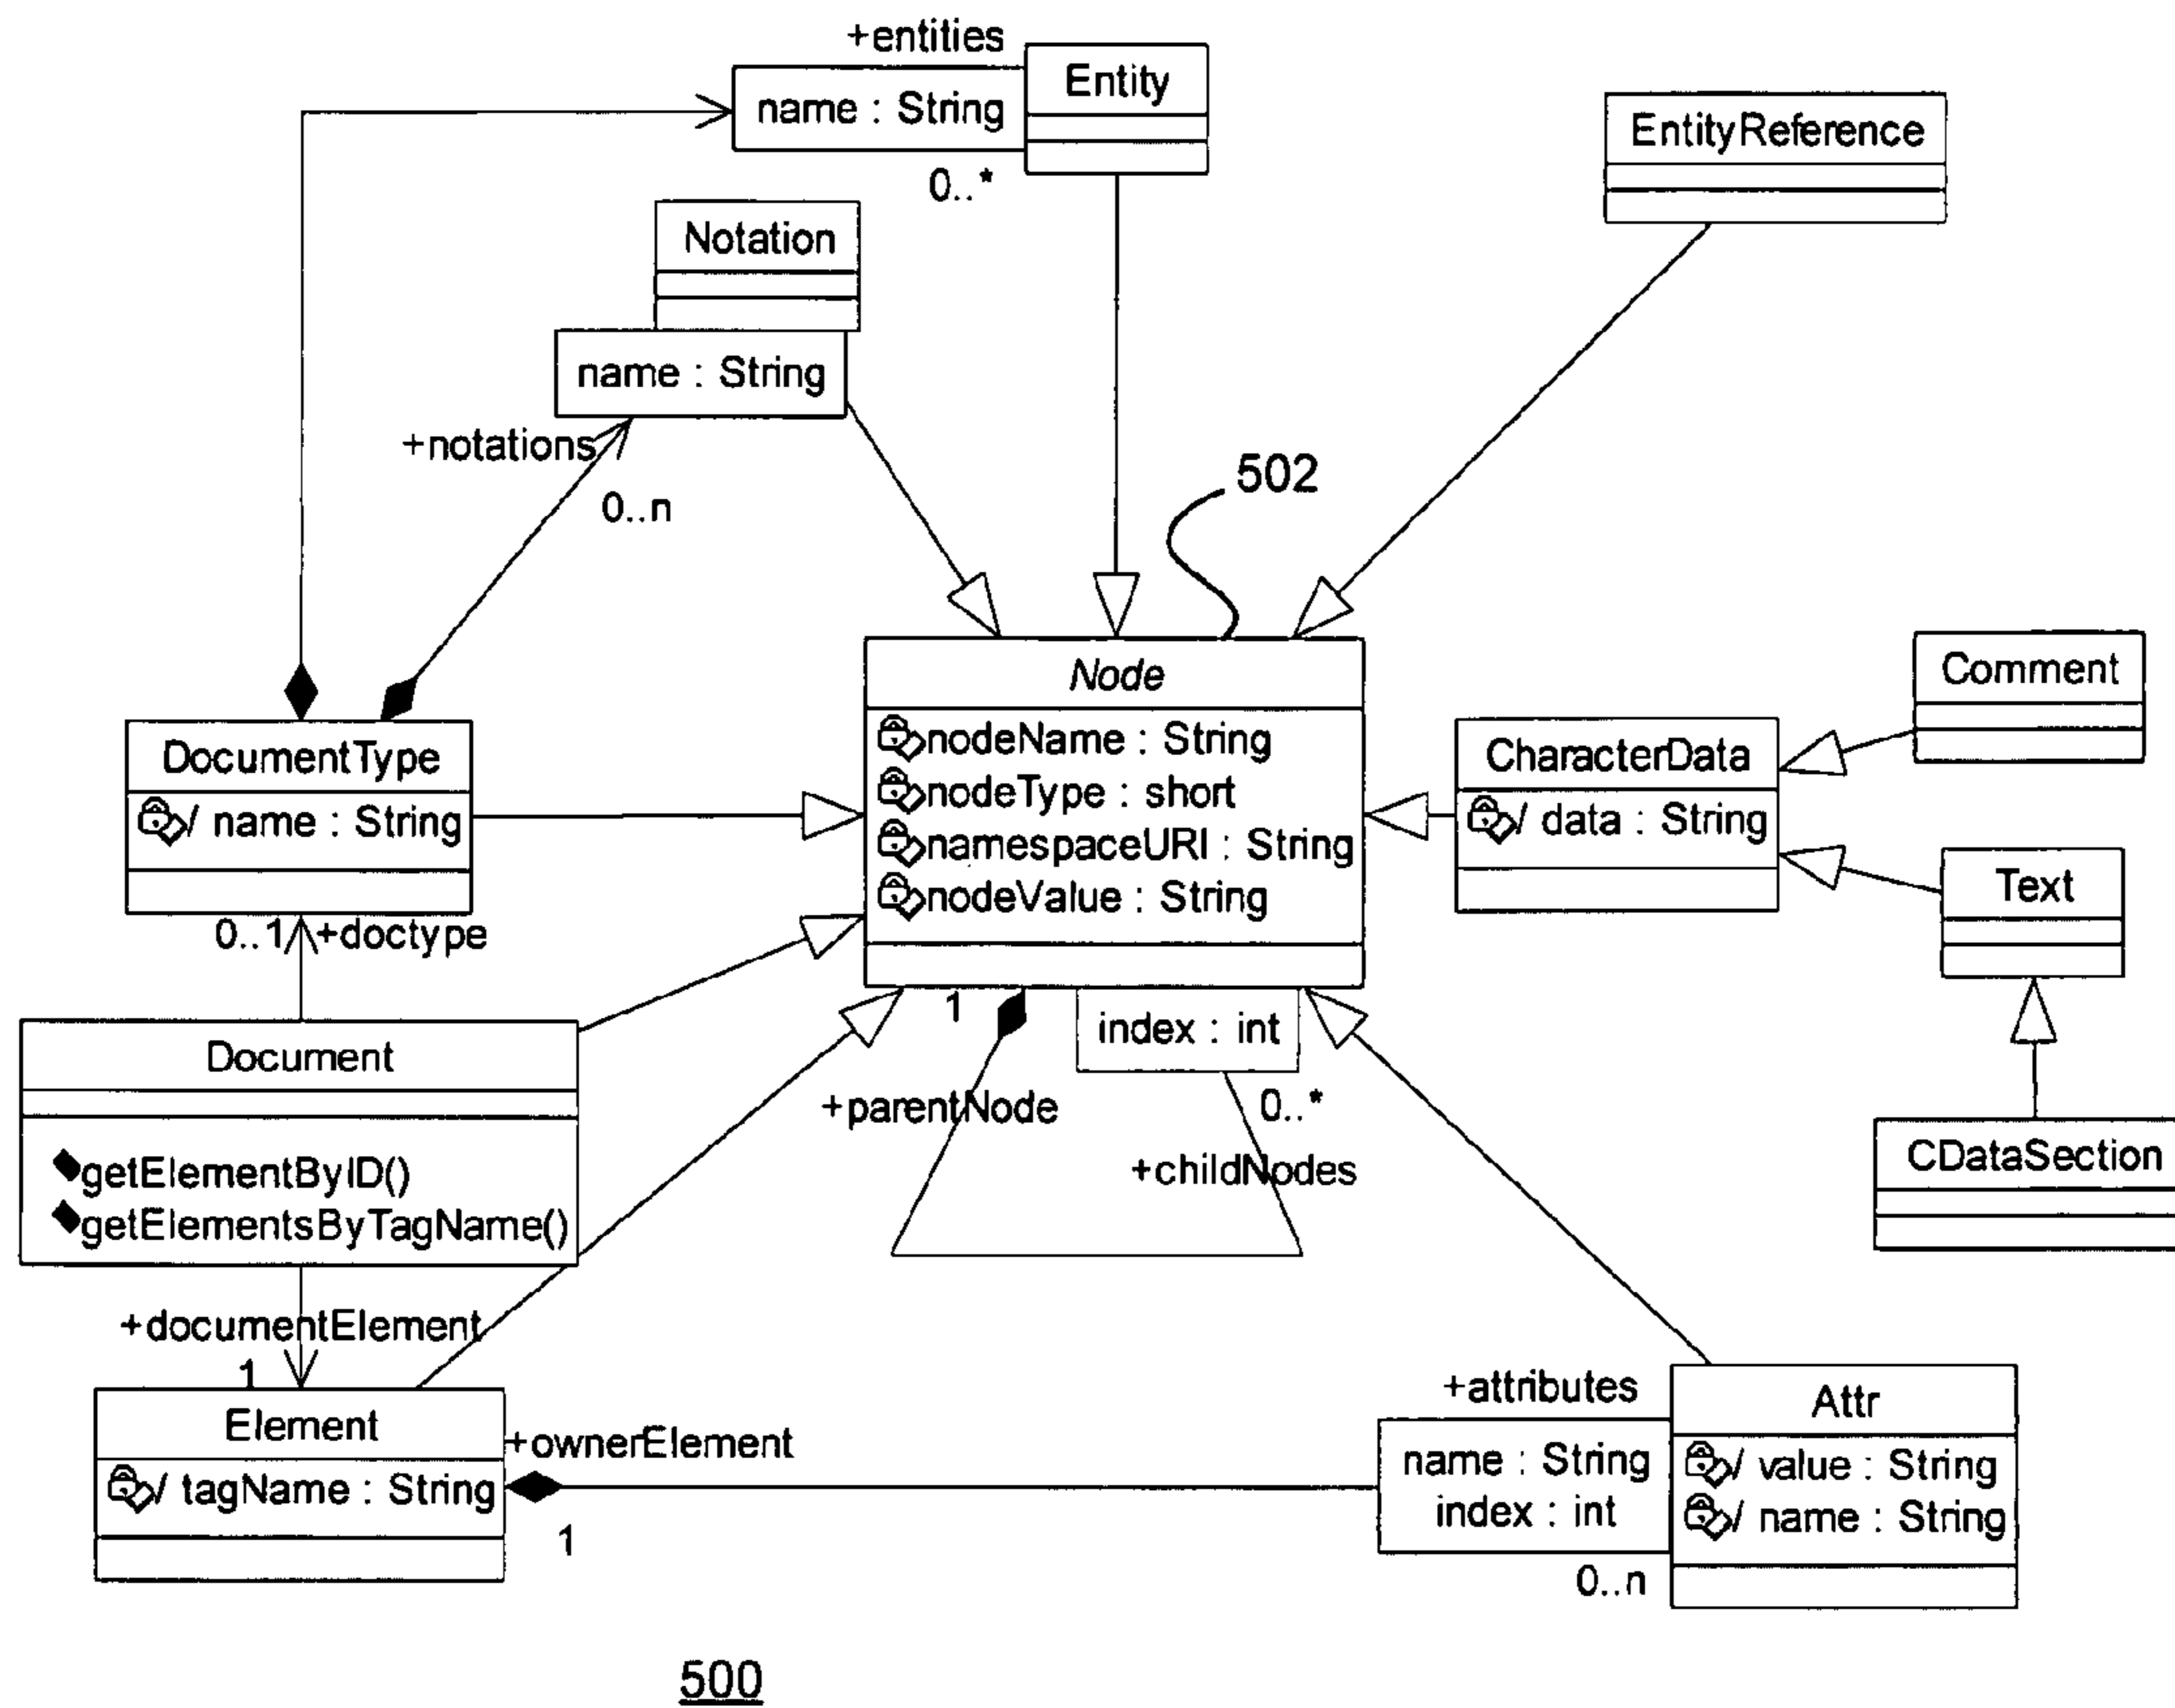 +entities
Entity
name : String
0..*
EntityReference
Notation
name : String
+notations
0..n
502
Node
nodeName : String
nodeType : short
namespaceURI : String
nodeValue : String
Comment
CharacterData
/ data : String
Text
CDataSection
DocumentType
/ name : String
0..1
+doctype
Document
getElementByID()
getElementsByTagName()
1
index : int
+parentNode
0..*
+childNodes
+documentElement
1
Element
/ tagName : String
+ownerElement
1
+attributes
name : String
index : int
0..n
Attr
/ value : String
/ name : String
500